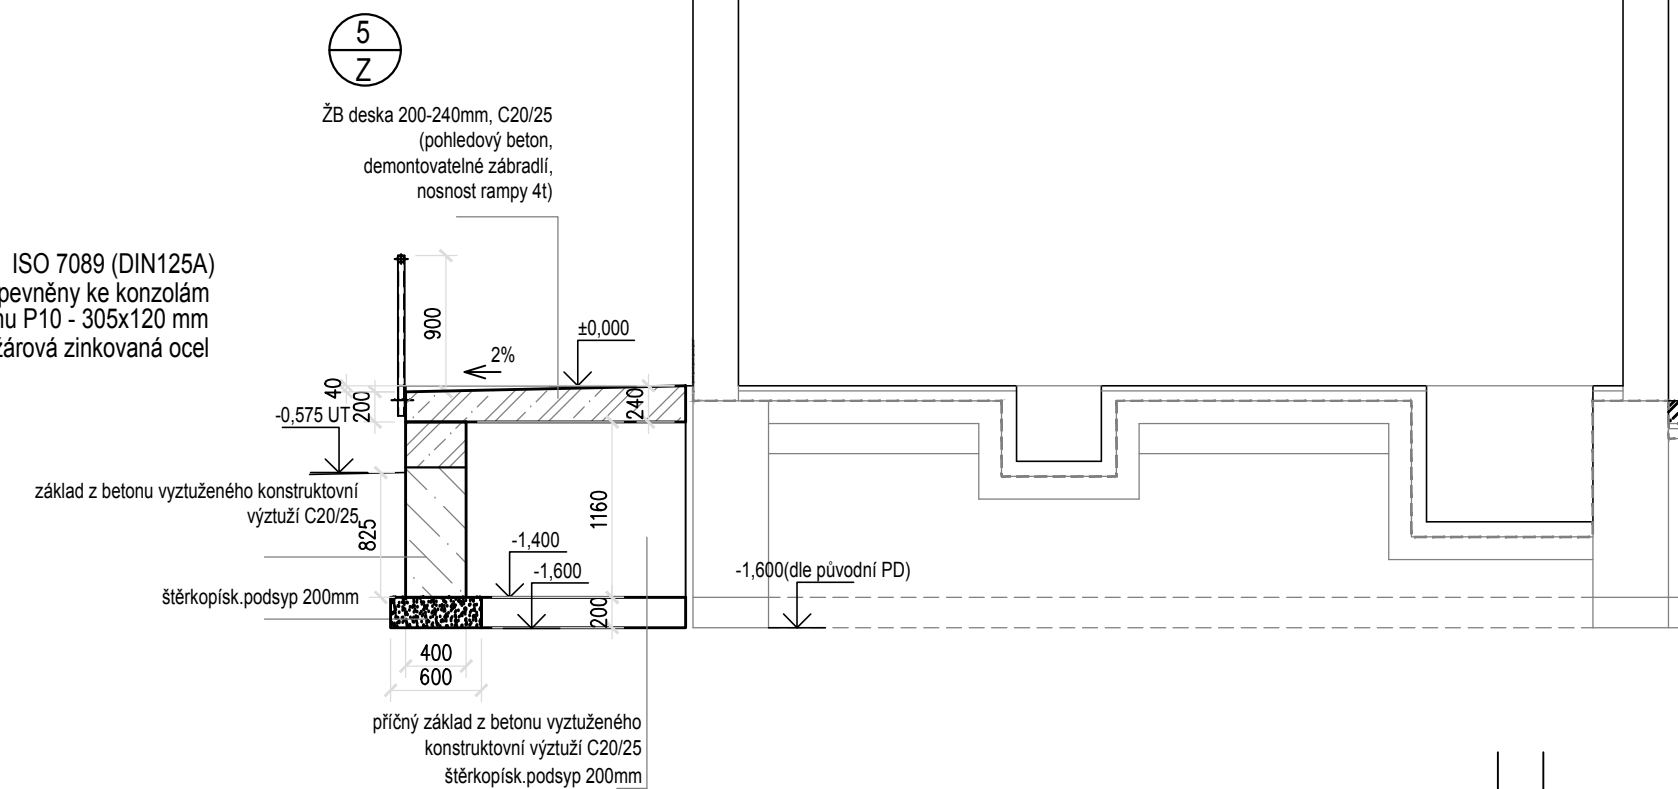 5
Z
ŽB deska 200-240mm, C20/25
(pohledový beton,
demontovatelné zábradlí,
nosnost rampy 4t)
ISO 7089 (DIN125A)
pevněny ke konzolám
nu P10 - 305x120 mm
žárová zinkovaná ocel
900
±0,000
2%
40
200
240
-0,575 UT
základ z betonu vyztuženého konstruktovní
výztuží C20/25
825
1160
-1,400
-1,600
-1,600(dle původní PD)
štěrkopísk.podsyp 200mm
200
400
600
příčný základ z betonu vyztuženého
konstruktovní výztuží C20/25
štěrkopísk.podsyp 200mm